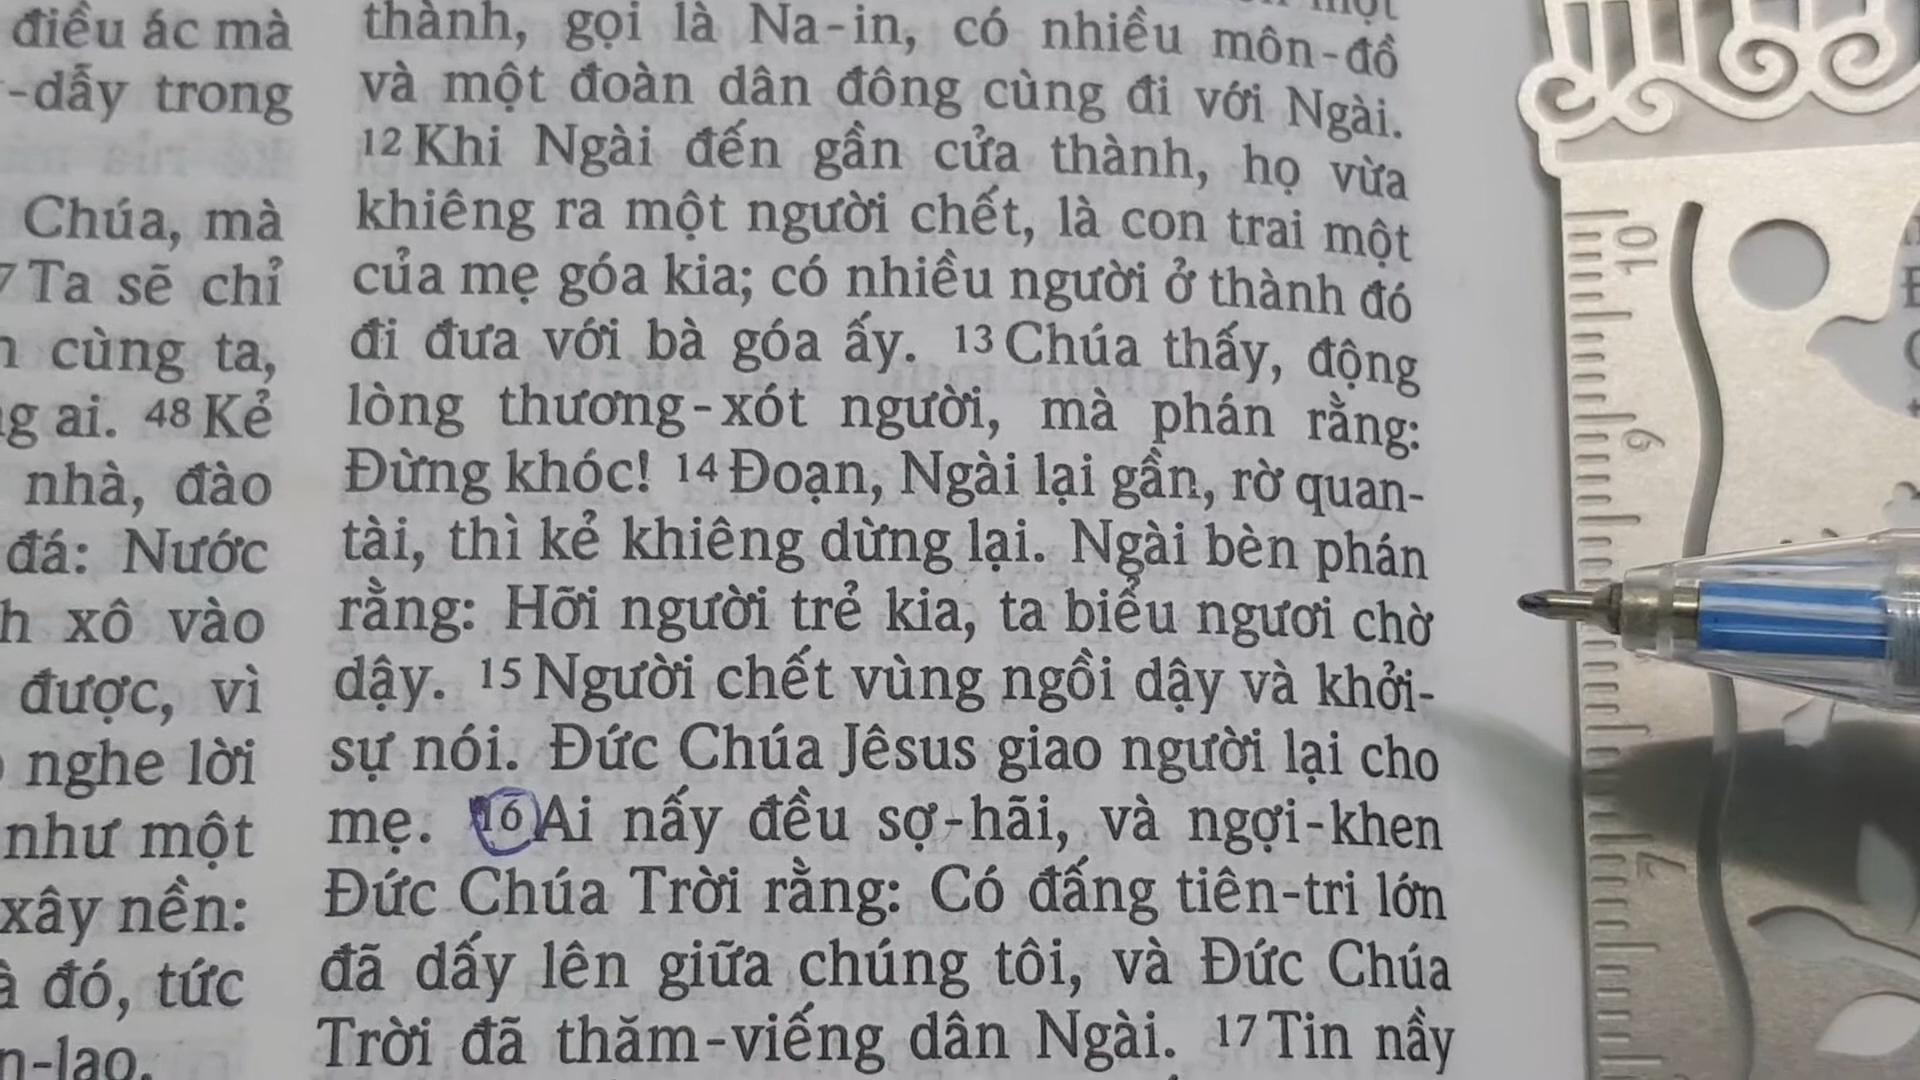 điều ác mà
-dẫy trong
Chúa, mà
7 Ta sẽ chỉ
cùng ta,
ai. 48 Kẻ
nhà, đào
đá: Nước
xô vào
được, vì
nghe lời
như một
xây nền:
đó, tức
một
thành, gọi là Na-in, có nhiều môn-đồ
và một đoàn dân đông cùng đi với Ngài.
12 Khi Ngài đến gần cửa thành, họ vừa
khiêng ra một người chết, là con trai một
của mẹ góa kia; có nhiều người ở thành đó
đi đưa với bà góa ấy. 13 Chúa thấy, động
lòng thương-xót người, mà phán rằng:
Đừng khóc! 14 Đoạn, Ngài lại gần, rờ quan-
tài, thì kẻ khiêng dừng lại. Ngài bèn phán
rằng: Hỡi người trẻ kia, ta biểu ngươi chờ
dậy. 15 Người chết vùng ngồi dậy và khởi-
sự nói. Đức Chúa Jêsus giao người lại cho
mẹ. 16 Ai nấy đều sợ-hãi, và ngợi-khen
Đức Chúa Trời rằng: Có đấng tiên-tri lớn
đã dấy lên giữa chúng tôi, và Đức Chúa
Trời đã thăm-viếng dân Ngài. 17 Tin nầy
10
9
7